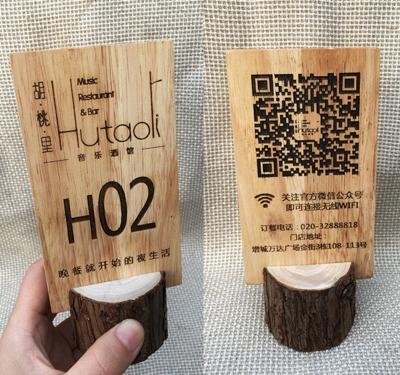 胡·桃·里
Music
Restaurant
& Bar
Hutaoli
音乐酒馆
H02
晚餐就开始的夜生活
Hutaoli
关注官方微信公众号
即可连接无线WIFI
订餐电话：020-32888818
门店地址：
增城万达广场金街3栋108-113号